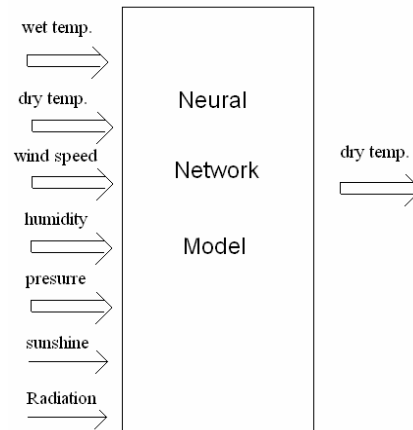 wet temp.
dry temp.
wind speed
humidity
presurre
sunshine
Radiation
Neural
Network
Model
dry temp.